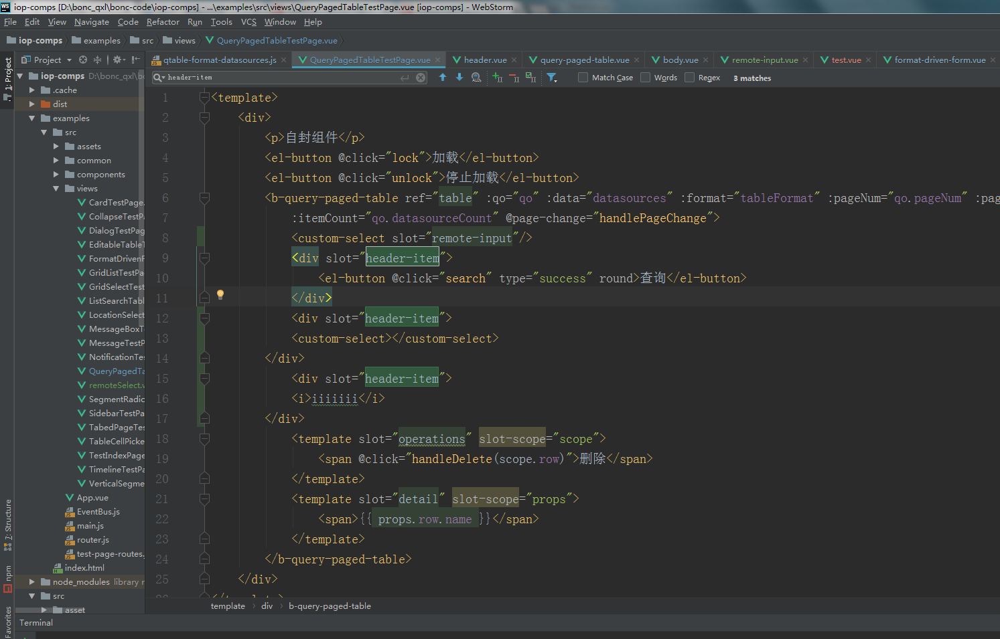 iop-comps [D:\bonc_qxl\bonc-code\iop-comps] - ...\examples\src\views\QueryPagedTableTestPage.vue [iop-comps] - WebStorm
File Edit View Navigate Code Refactor Run Tools VCS Window Help
iop-comps examples src views QueryPagedTableTestPage.vue
Project
qtable-format-datasources.js QueryPagedTableTestPage.vue header.vue query-paged-table.vue body.vue remote-input.vue test.vue format-driven-form.vue
header-item Match Case Words Regex 3 matches
1: Project
7: Structure
npm
Favorites
iop-comps D:\bonc_qxl\b
.cache
dist
examples
src
assets
common
components
views
CardTestPage.
CollapseTestP
DialogTestPag
EditableTableT
FormatDrivenF
GridListTestPa
GridSelectTest
ListSearchTabl
LocationSelect
MessageBoxT
MessageTestP
NotificationTes
QueryPagedTa
remoteSelect.v
SegmentRadic
SidebarTestPa
TabedPageTes
TableCellPicke
TestIndexPage
TimelineTestPa
VerticalSegme
App.vue
EventBus.js
main.js
router.js
test-page-routes.
index.html
node_modules library r
src
asset
1 <template>
2 <div>
3 <p>自封组件</p>
4 <el-button @click="lock">加载</el-button>
5 <el-button @click="unlock">停止加载</el-button>
6 <b-query-paged-table ref="table" :qo="qo" :data="datasources" :format="tableFormat" :pageNum="qo.pageNum" :pag
7 :itemCount="qo.datasourceCount" @page-change="handlePageChange">
8 <custom-select slot="remote-input"/>
9 <div slot="header-item">
10 <el-button @click="search" type="success" round>查询</el-button>
11 </div>
12 <div slot="header-item">
13 <custom-select></custom-select>
14 </div>
15 <div slot="header-item">
16 <i>iiiiiii</i>
17 </div>
18 <template slot="operations" slot-scope="scope">
19 <span @click="handleDelete(scope.row)">删除</span>
20 </template>
21 <template slot="detail" slot-scope="props">
22 <span>{{ props.row.name }}</span>
23 </template>
24 </b-query-paged-table>
25 </div>
template div b-query-paged-table
Terminal